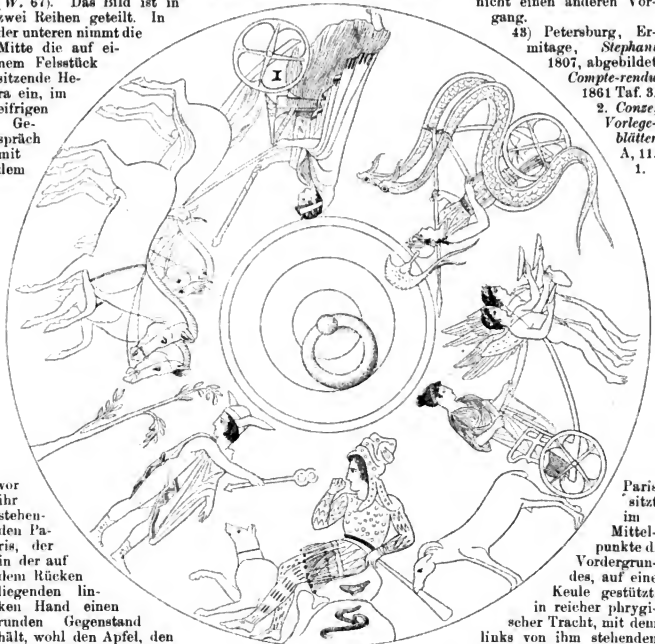 W. 67). Das Bild ist in
zwei Reihen geteilt. In
der unteren nimmt die
Mitte die auf ei-
nem Felsstück
sitzende He-
ra ein, im
eifrigen
Ge-
spräch
mit
dem
vor
ihr
stehen-
den Pa-
ris, der
in der auf
dem Rücken
liegenden lin-
ken Hand einen
runden Gegenstand
hält, wohl den Apfel, den
nicht einen anderen Vor-
gang.
43) Petersburg, Er-
mitage, Stephani
1807, abgebildet
Compte-rendu
1861 Taf. 3.
2. Conze,
Vorlege-
blätter
A, 11.
1.
Paris
sitzt
im
Mittel-
punkte d.
Vordergrun-
des, auf eine
Keule gestützt
in reicher phrygi-
scher Tracht, mit dem
links von ihm stehenden